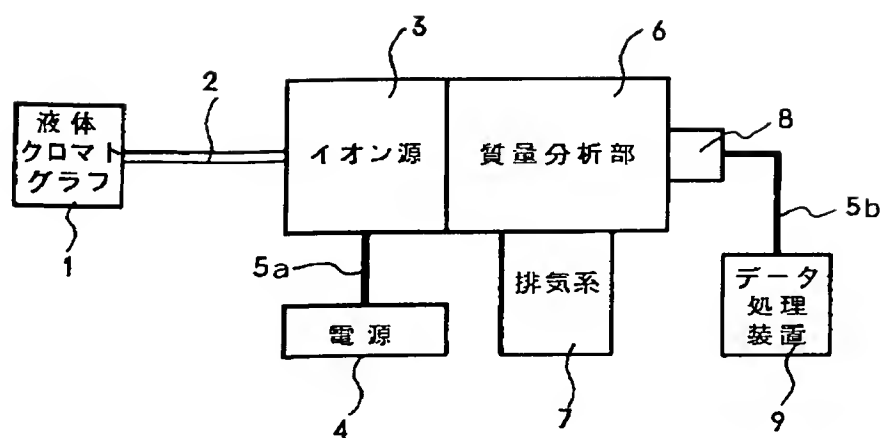 3
6
2
8
液体
クロマト
グラフ
イオン源
質量分析部
5b
1
5a
排気系
データ
処理
装置
電源
4
7
9